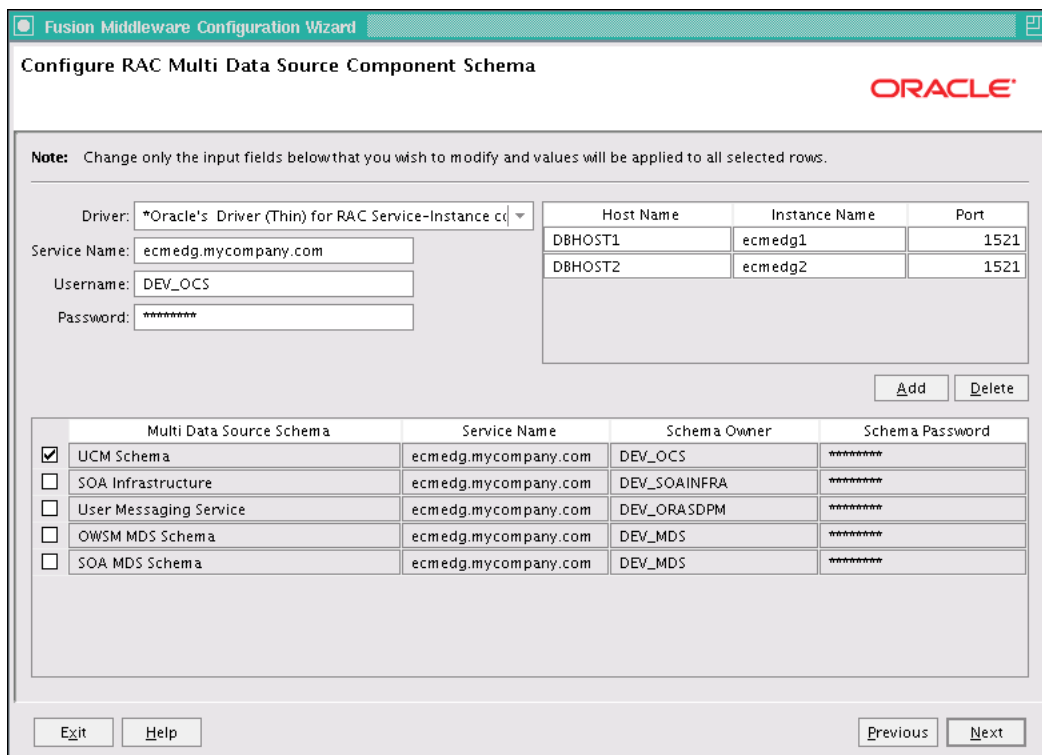 Fusion Middleware Configuration Wizard
Configure RAC Multi Data Source Component Schema
ORACLE
Note: Change only the input fields below that you wish to modify and values will be applied to all selected rows.
Driver: *Oracle's Driver (Thin) for RAC Service-Instance co
Service Name: ecmedg.mycompany.com
Username: DEV_OCS
Password: ********
Host Name Instance Name Port
DBHOST1 ecmedg1 1521
DBHOST2 ecmedg2 1521
Add Delete
Multi Data Source Schema Service Name Schema Owner Schema Password
UCM Schema ecmedg.mycompany.com DEV_OCS ********
SOA Infrastructure ecmedg.mycompany.com DEV_SOAINFRA ********
User Messaging Service ecmedg.mycompany.com DEV_ORASDPM ********
OWSM MDS Schema ecmedg.mycompany.com DEV_MDS ********
SOA MDS Schema ecmedg.mycompany.com DEV_MDS ********
Exit Help Previous Next